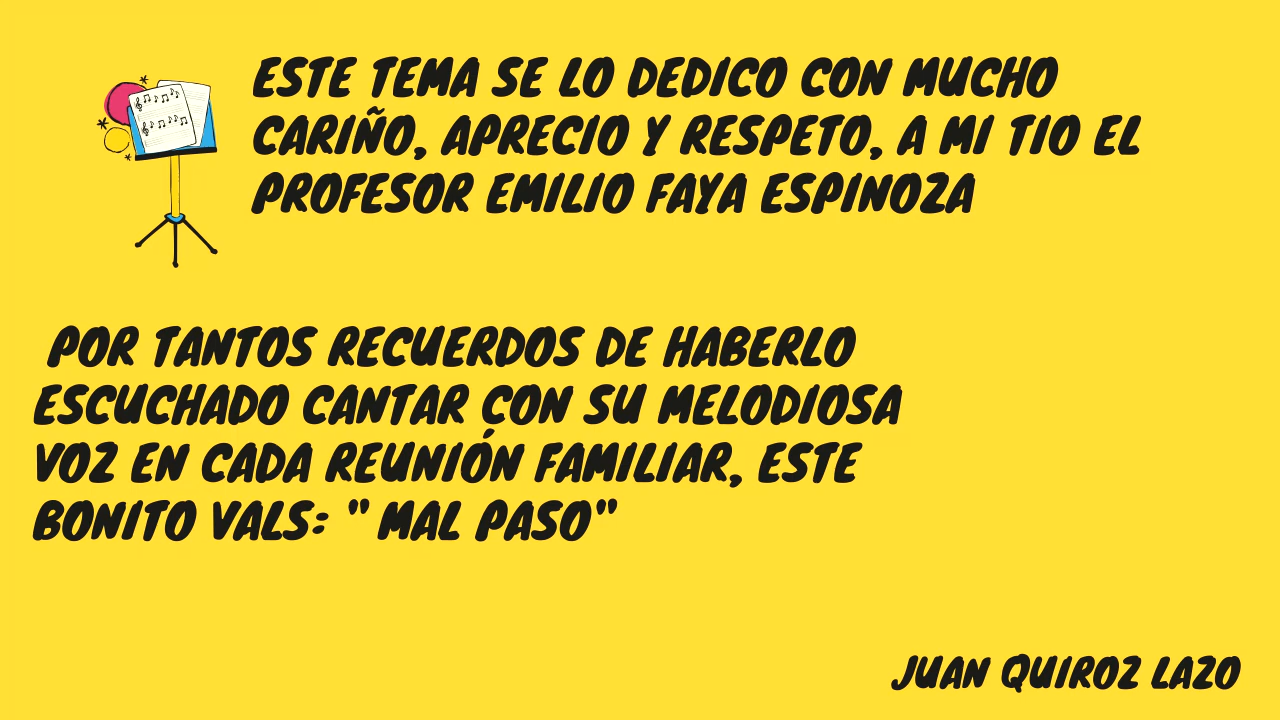 ESTE TEMA SE LO DEDICO CON MUCHO
CARIÑO, APRECIO Y RESPETO, A MI TIO EL
PROFESOR EMILIO FAYA ESPINOZA
POR TANTOS RECUERDOS DE HABERLO
ESCUCHADO CANTAR CON SU MELODIOSA
VOZ EN CADA REUNIÓN FAMILIAR, ESTE
BONITO VALS: " MAL PASO"
JUAN QUIROZ LAZO